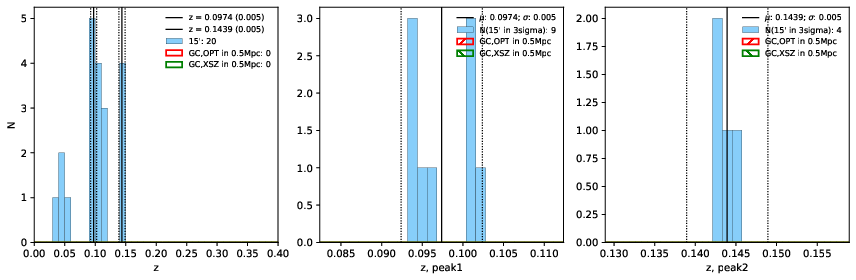 z = 0.0974 (0.005)
z = 0.1439 (0.005)
15': 20
GC,OPT in 0.5Mpc: 0
GC,XSZ in 0.5Mpc: 0
5
4
3
2
1
0
N
0.00 0.05 0.10 0.15 0.20 0.25 0.30 0.35 0.40
z
μ: 0.0974; σ: 0.005
N(15' in 3sigma): 9
GC,OPT in 0.5Mpc
GC,XSZ in 0.5Mpc
3.0
2.5
2.0
1.5
1.0
0.5
0.0
0.085 0.090 0.095 0.100 0.105 0.110
z, peak1
μ: 0.1439; σ: 0.005
N(15' in 3sigma): 4
GC,OPT in 0.5Mpc
GC,XSZ in 0.5Mpc
2.00
1.75
1.50
1.25
1.00
0.75
0.50
0.25
0.00
0.130 0.135 0.140 0.145 0.150 0.155
z, peak2